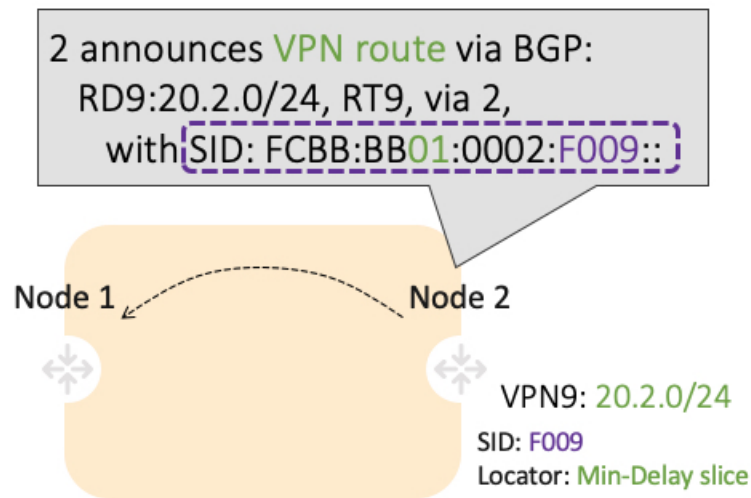 2 announces VPN route via BGP:
RD9:20.2.0/24, RT9, via 2,
with SID: FCBB:BB01:0002:F009::
Node 1
Node 2
VPN9: 20.2.0/24
SID: F009
Locator: Min-Delay slice